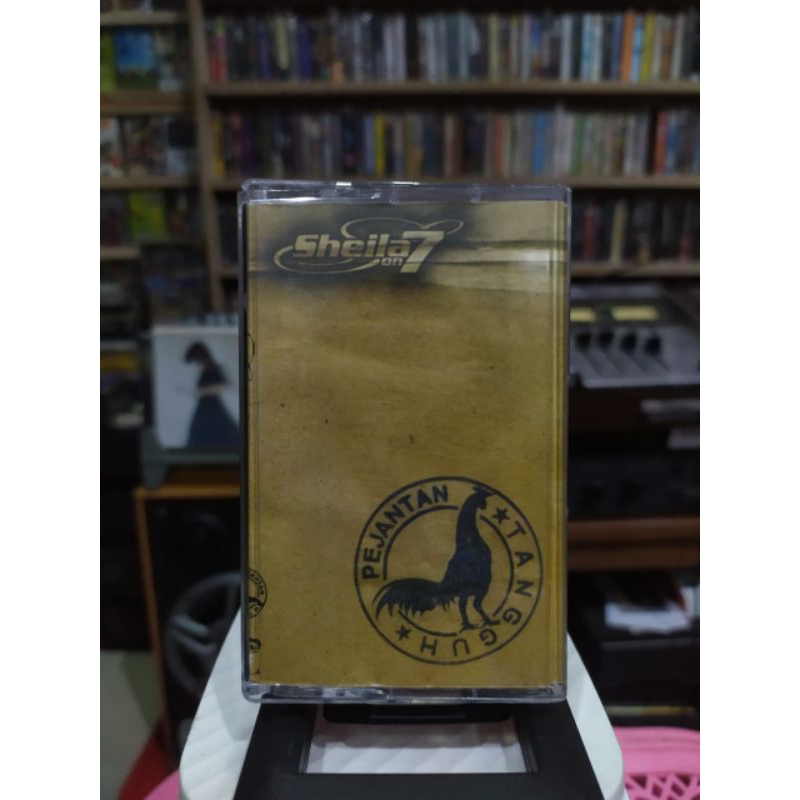 Sheila
on 7
PEJANTAN
TANGGUH